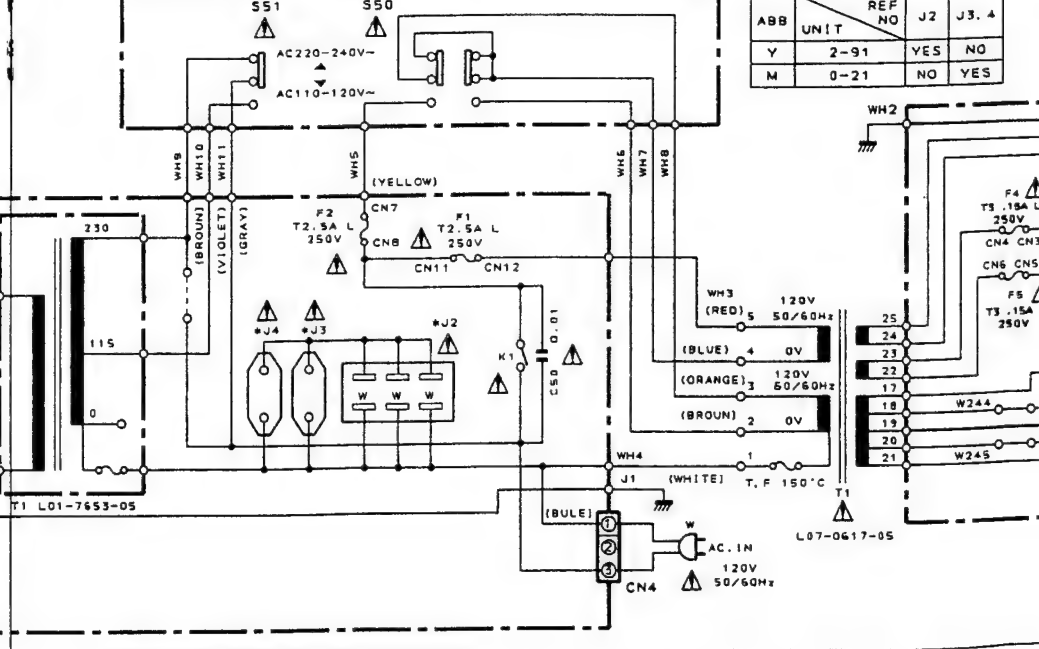 S51
S50
AC220-240V~
AC110-120V~
REF NO
J2
J3. 4
ABB
UNIT
Y
2-91
YES
NO
M
0-21
NO
YES
WH2
WH9
WH10
WH11
WH5
WH6
WH7
WH8
(YELLOW)
CN7
F2
T2.5A L
250V
CN8
F1
T2.5A L
250V
CN11
CN12
230
(BROUN)
(VIOLET)
(GRAY)
115
0
*J4
*J3
*J2
W
W
W
K1
C50
0.01
WH3
(RED)
5
120V
50/60Hz
(BLUE)
4
0V
(ORANGE)
3
120V
50/60Hz
(BROUN)
2
0V
WH4
J1
(WHITE)
1
T.F 150°C
T1
L07-0617-05
T1 L01-7653-05
(BULE)
1
2
3
CN4
W
AC.IN
120V
50/60Hz
F4
T3 .15A L
250V
CN4
CN3
CN6
CN5
F5
T3 .15A
250V
25
24
23
22
17
18
19
20
21
W244
W245